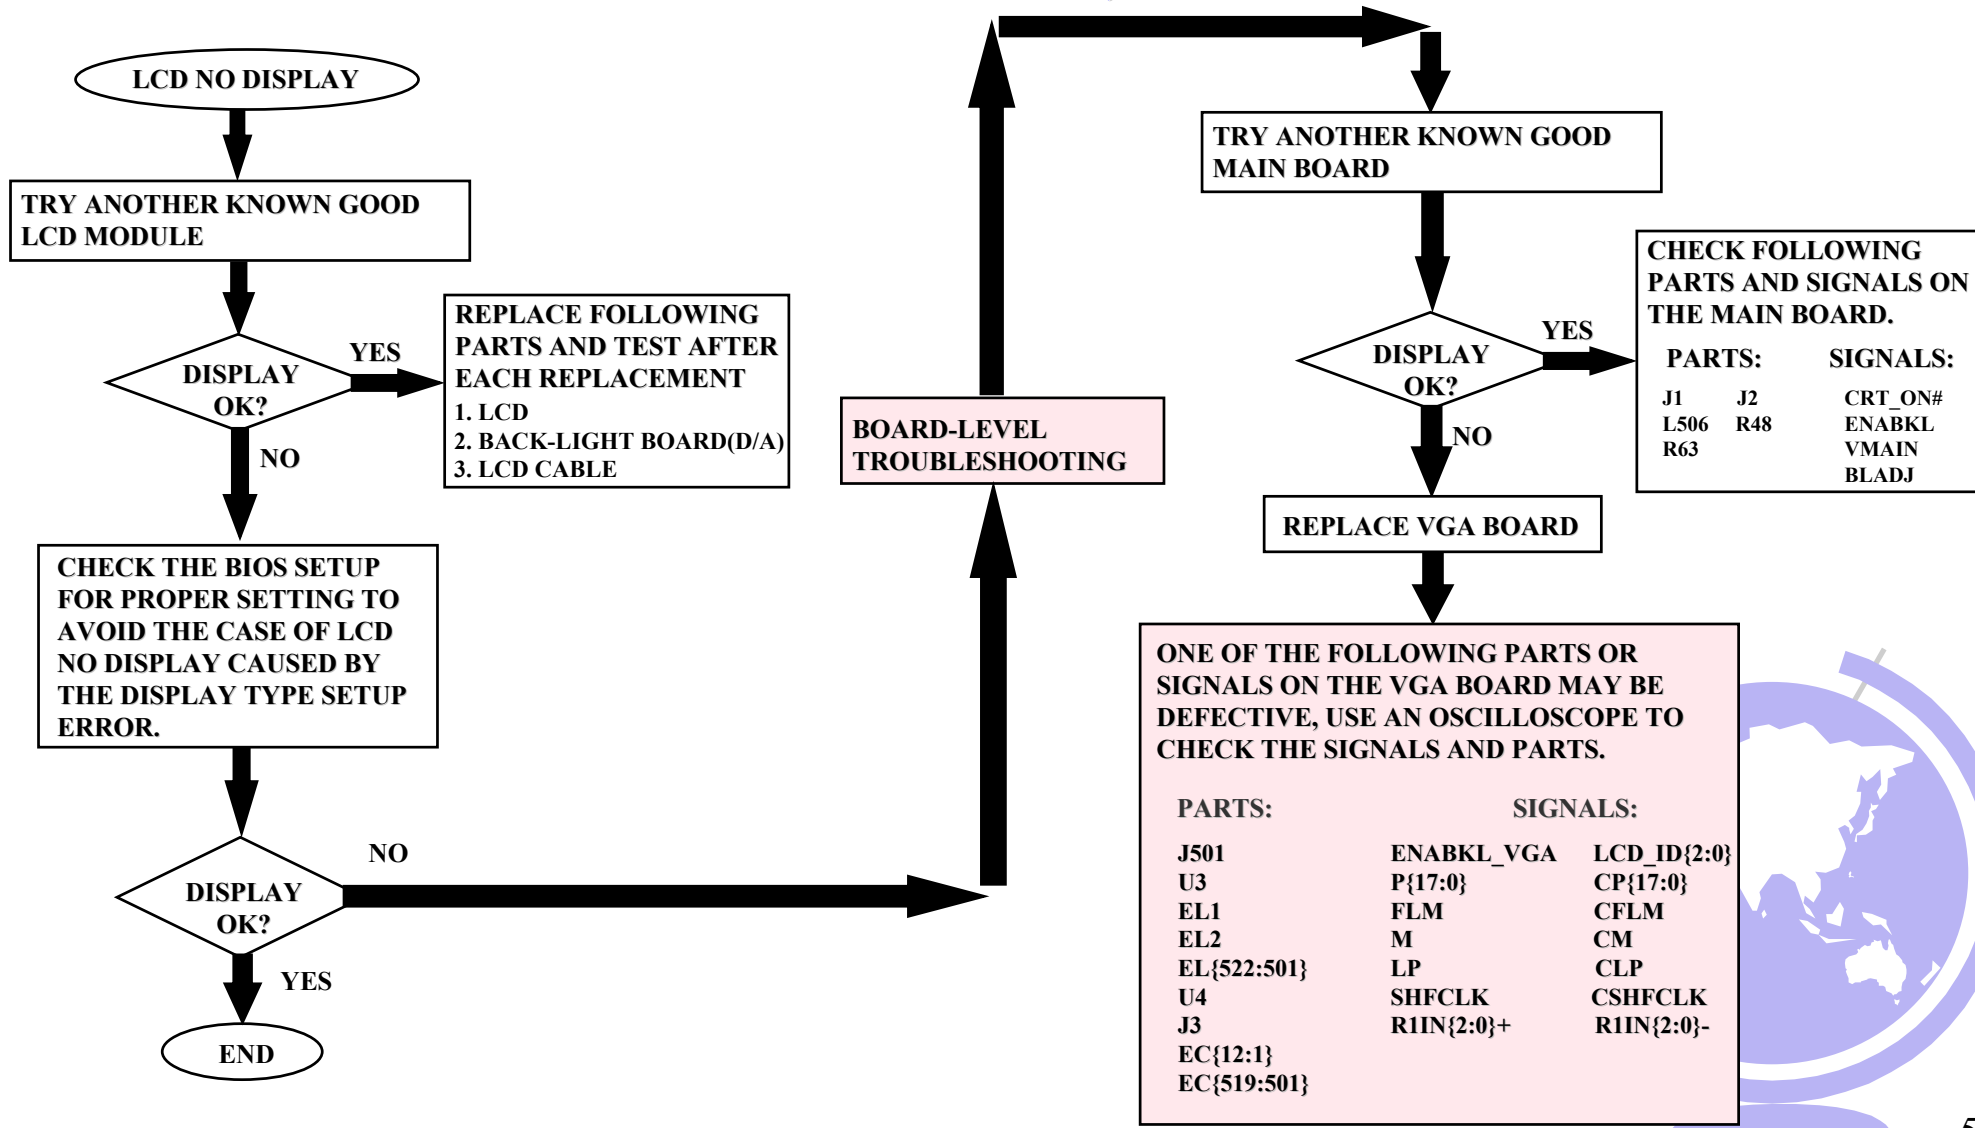 LCD NO DISPLAY
TRY ANOTHER KNOWN GOOD
LCD MODULE
DISPLAY
OK?
YES
NO
REPLACE FOLLOWING
PARTS AND TEST AFTER
EACH REPLACEMENT
1. LCD
2. BACK-LIGHT BOARD(D/A)
3. LCD CABLE
CHECK THE BIOS SETUP
FOR PROPER SETTING TO
AVOID THE CASE OF LCD
NO DISPLAY CAUSED BY
THE DISPLAY TYPE SETUP
ERROR.
DISPLAY
OK?
NO
YES
END
BOARD-LEVEL
TROUBLESHOOTING
TRY ANOTHER KNOWN GOOD
MAIN BOARD
DISPLAY
OK?
YES
NO
CHECK FOLLOWING
PARTS AND SIGNALS ON
THE MAIN BOARD.
PARTS: SIGNALS:
J1 J2 CRT_ON#
L506 R48 ENABKL
R63 VMAIN
BLADJ
REPLACE VGA BOARD
ONE OF THE FOLLOWING PARTS OR
SIGNALS ON THE VGA BOARD MAY BE
DEFECTIVE, USE AN OSCILLOSCOPE TO
CHECK THE SIGNALS AND PARTS.
PARTS: SIGNALS:
J501 ENABKL_VGA LCD_ID{2:0}
U3 P{17:0} CP{17:0}
EL1 FLM CFLM
EL2 M CM
EL{522:501} LP CLP
U4 SHFCLK CSHFCLK
J3 R1IN{2:0}+ R1IN{2:0}-
EC{12:1}
EC{519:501}